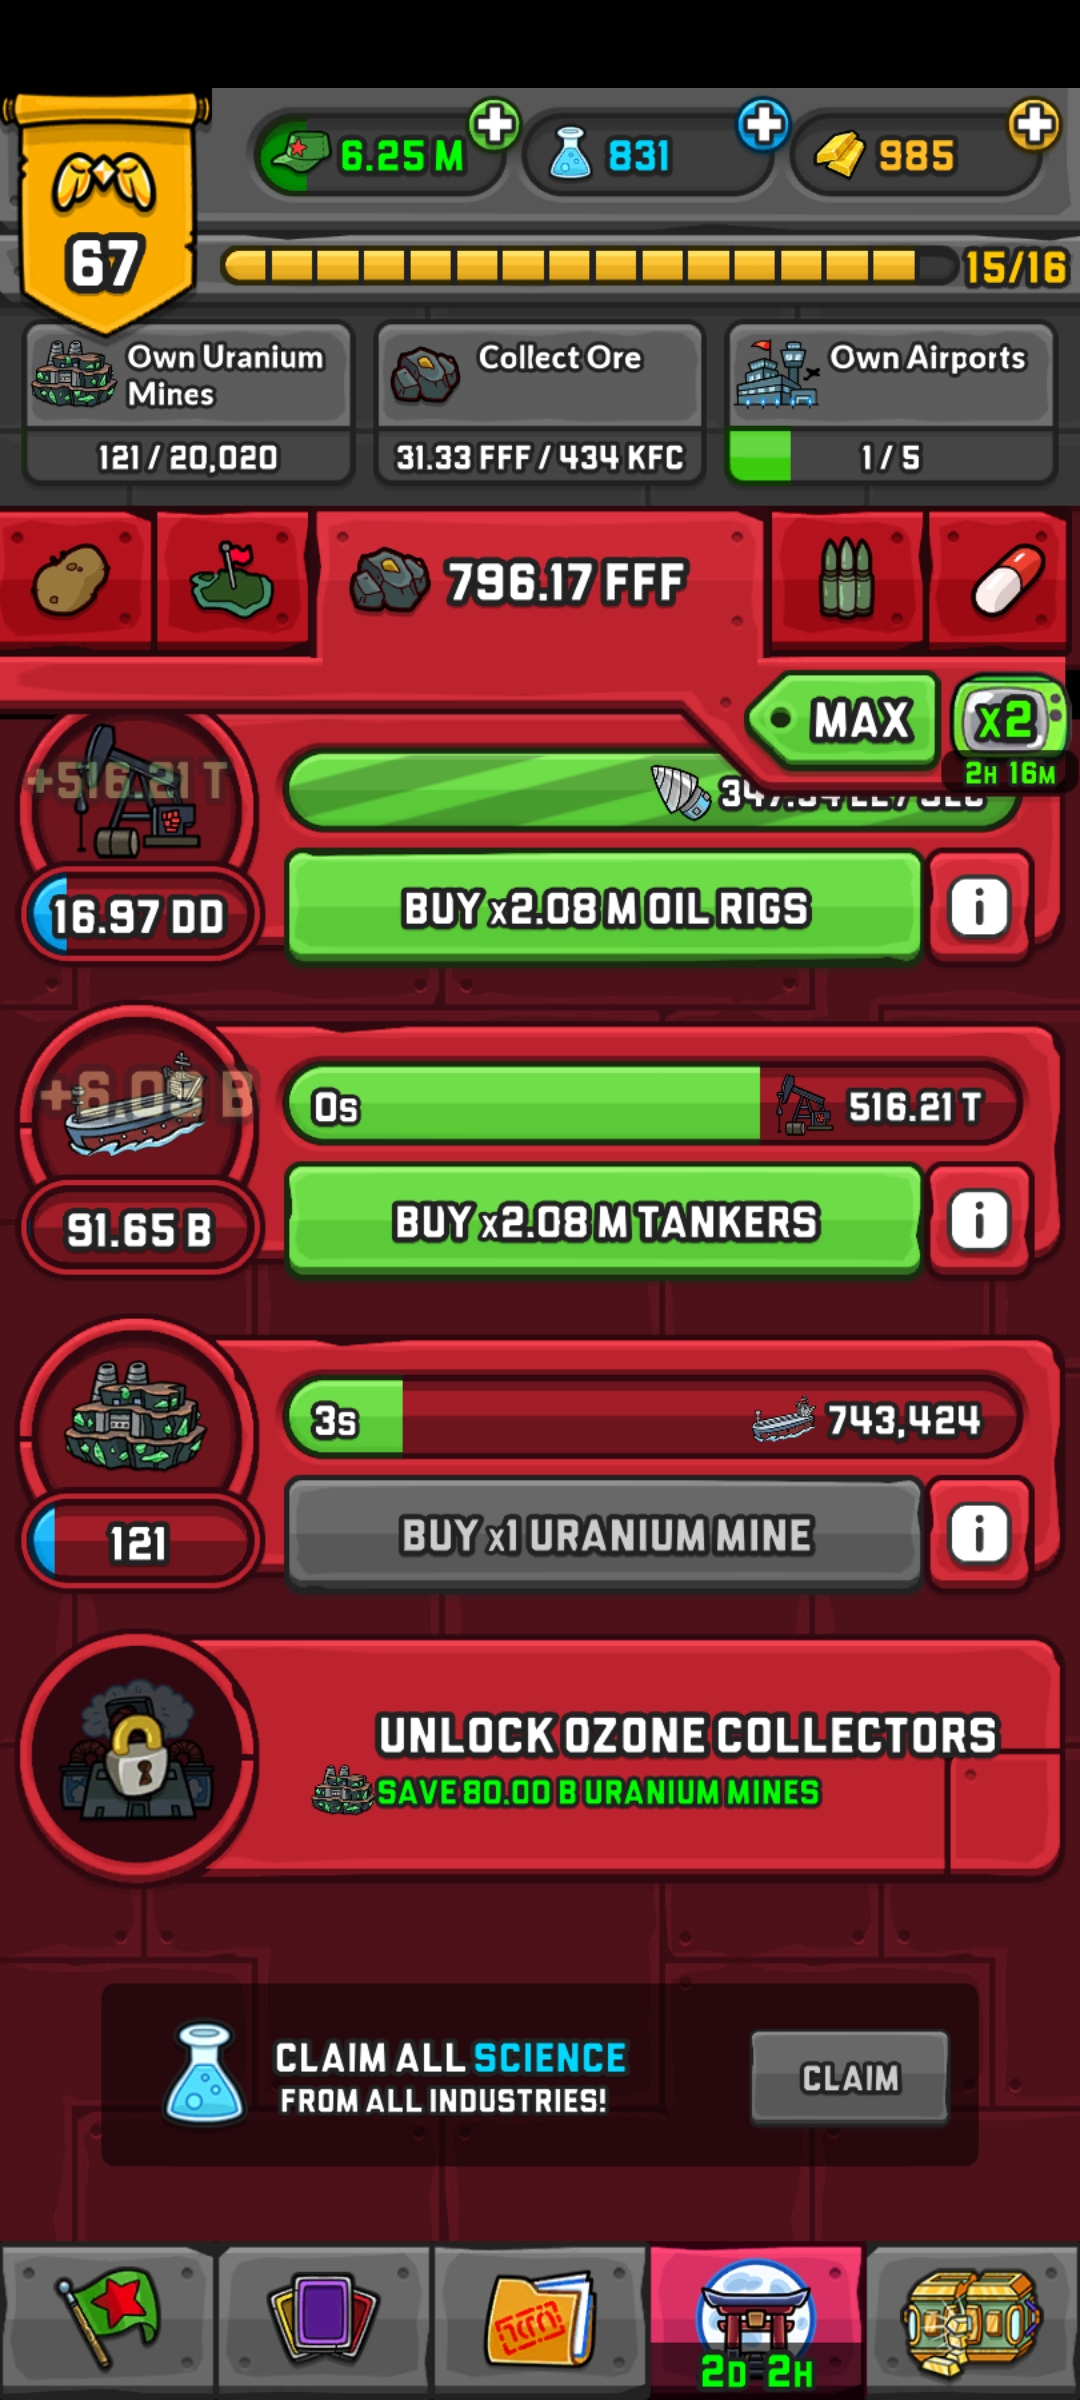 6.25 M
831
985
67
15/16
Own Uranium
Mines
121 / 20,020
Collect Ore
31.33 FFF / 434 KFC
Own Airports
1 / 5
796.17 FFF
MAX
x2
2H 16M
+516.21 T
16.97 DD
BUY x2.08 M OIL RIGS
i
B
0s
516.21 T
91.65 B
BUY x2.08 M TANKERS
i
3s
743,424
121
BUY x1 URANIUM MINE
i
UNLOCK OZONE COLLECTORS
SAVE 80.00 B URANIUM MINES
CLAIM ALL SCIENCE
FROM ALL INDUSTRIES!
CLAIM
2D 2H